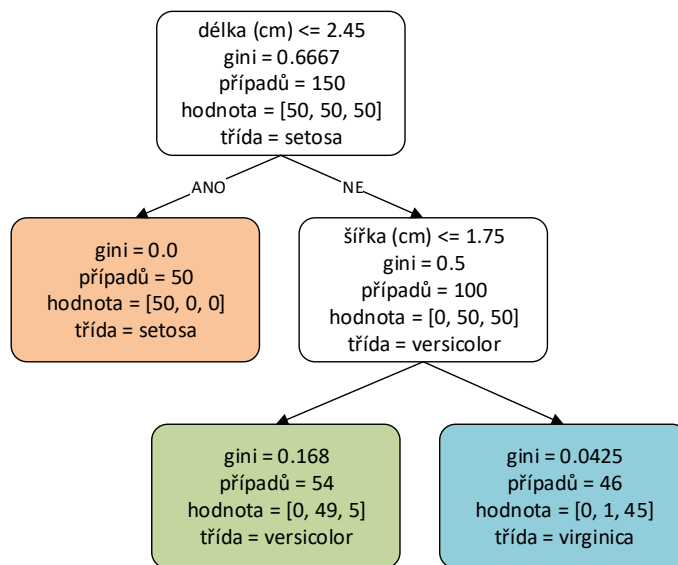 délka (cm) <= 2.45
gini = 0.6667
případů = 150
hodnota = [50, 50, 50]
třída = setosa
ANO
NE
gini = 0.0
případů = 50
hodnota = [50, 0, 0]
třída = setosa
šířka (cm) <= 1.75
gini = 0.5
případů = 100
hodnota = [0, 50, 50]
třída = versicolor
gini = 0.168
případů = 54
hodnota = [0, 49, 5]
třída = versicolor
gini = 0.0425
případů = 46
hodnota = [0, 1, 45]
třída = virginica